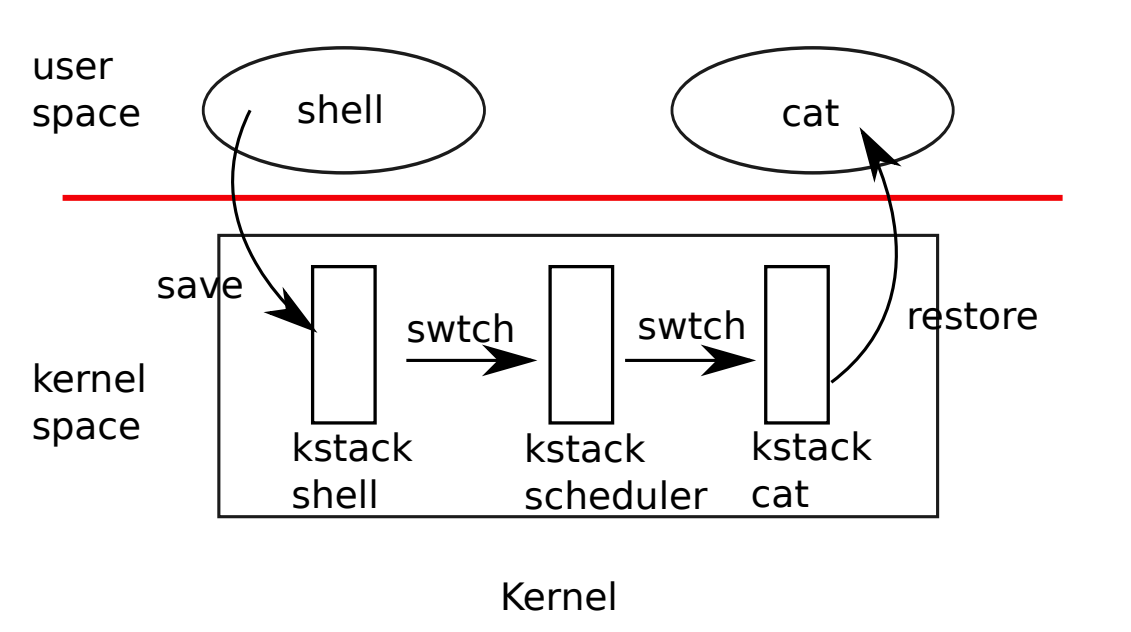 user
space
shell
cat
save
swtch
swtch
restore
kernel
space
kstack
shell
kstack
scheduler
kstack
cat
Kernel